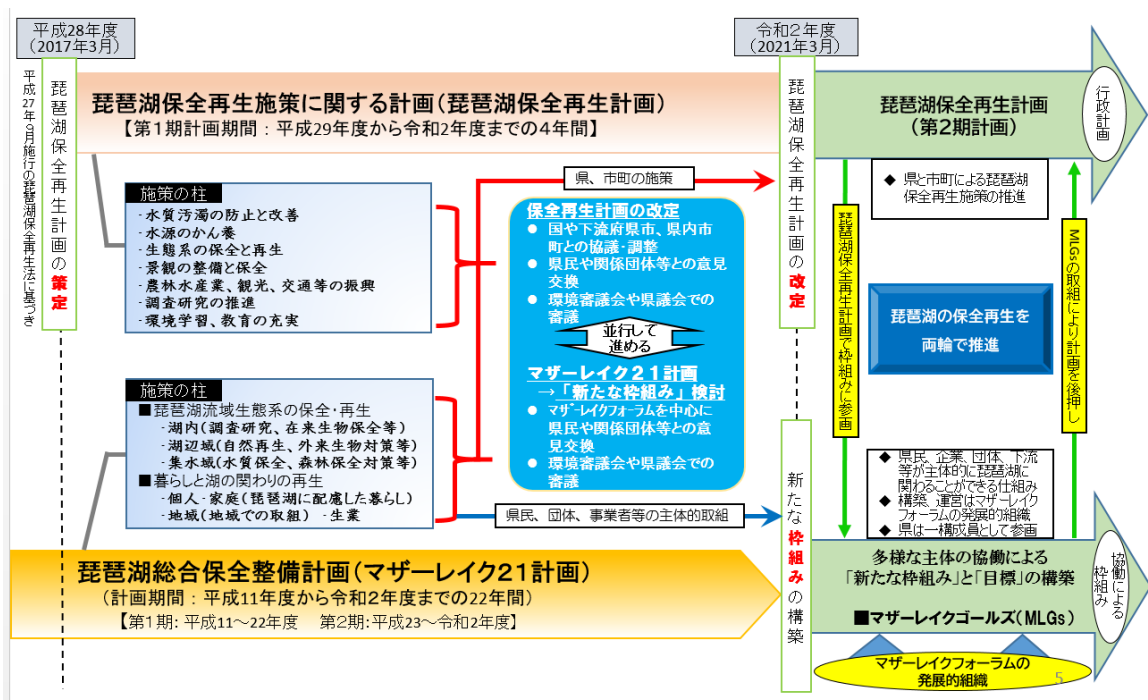 平成28年度
（2017年3月）
令和２年度
（2021年3月）
平成27年9月施行の琵琶湖保全再生法に基づき
琵琶湖保全再生計画の策定
琵琶湖保全再生施策に関する計画（琵琶湖保全再生計画）
【第１期計画期間：平成29年度から令和２年度までの４年間】
琵琶湖保全再生計画の改定
琵琶湖保全再生計画
（第２期計画）
行政計画
施策の柱
・水質汚濁の防止と改善
・水源のかん養
・生態系の保全と再生
・景観の整備と保全
・農林水産業、観光、交通等の振興
・調査研究の推進
・環境学習、教育の充実
県、市町の施策
保全再生計画の改定
● 国や下流府県市、県内市
町との協議・調整
● 県民や関係団体等との意見
交換
● 環境審議会や県議会での
審議
並行して
進める
マザーレイク２１計画
→「新たな枠組み」検討
● マザーレイクフォーラムを中心に
県民や関係団体等との意
見交換
● 環境審議会や県議会での
審議
◆ 県と市町による琵琶湖
保全再生施策の推進
琵琶湖保全再生計画で枠組みに参画
琵琶湖の保全再生を
両輪で推進
MLGsの取組により計画を後押し
施策の柱
■琵琶湖流域生態系の保全・再生
・湖内（調査研究、在来生物保全等）
・湖辺域（自然再生、外来生物対策等）
・集水域（水質保全、森林保全対策等）
■暮らしと湖の関わりの再生
・個人・家庭（琵琶湖に配慮した暮らし）
・地域（地域での取組）・生業
県民、団体、事業者等の主体的取組
新たな枠組みの構築
◆ 県民、企業、団体、下流
等が主体的に琵琶湖に
関わることができる仕組み
◆ 構築、運営はマザーレイク
フォーラムの発展的組織
◆ 県は一構成員として参画
琵琶湖総合保全整備計画（マザーレイク２１計画）
（計画期間：平成11年度から令和２年度までの22年間）
【第１期：平成11～22年度　第２期：平成23～令和２年度】
多様な主体の協働による
「新たな枠組み」と「目標」の構築
■マザーレイクゴールズ（MLGs）
協働による枠組み
マザーレイクフォーラムの
発展的組織
5